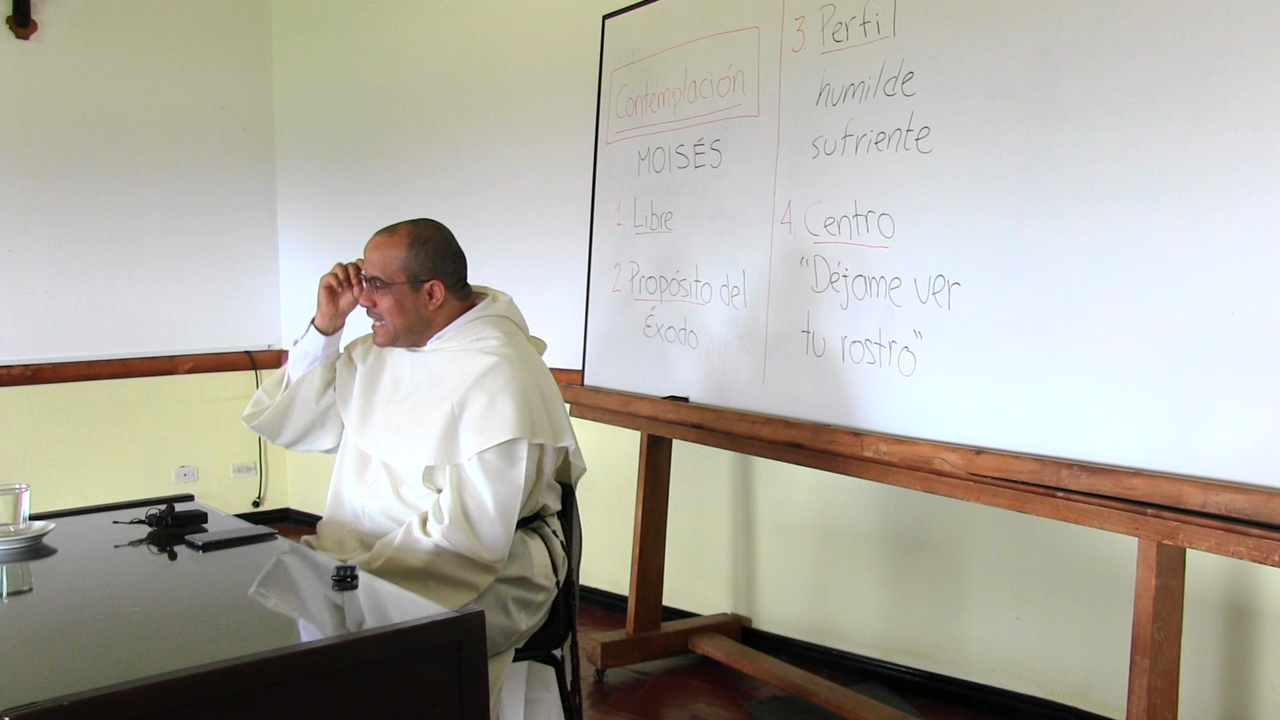 Contemplación
MOISÉS
1. Libre
2. Propósito del
Éxodo
3. Perfil
humilde
sufriente
4. Centro
"Déjame ver
tu rostro"